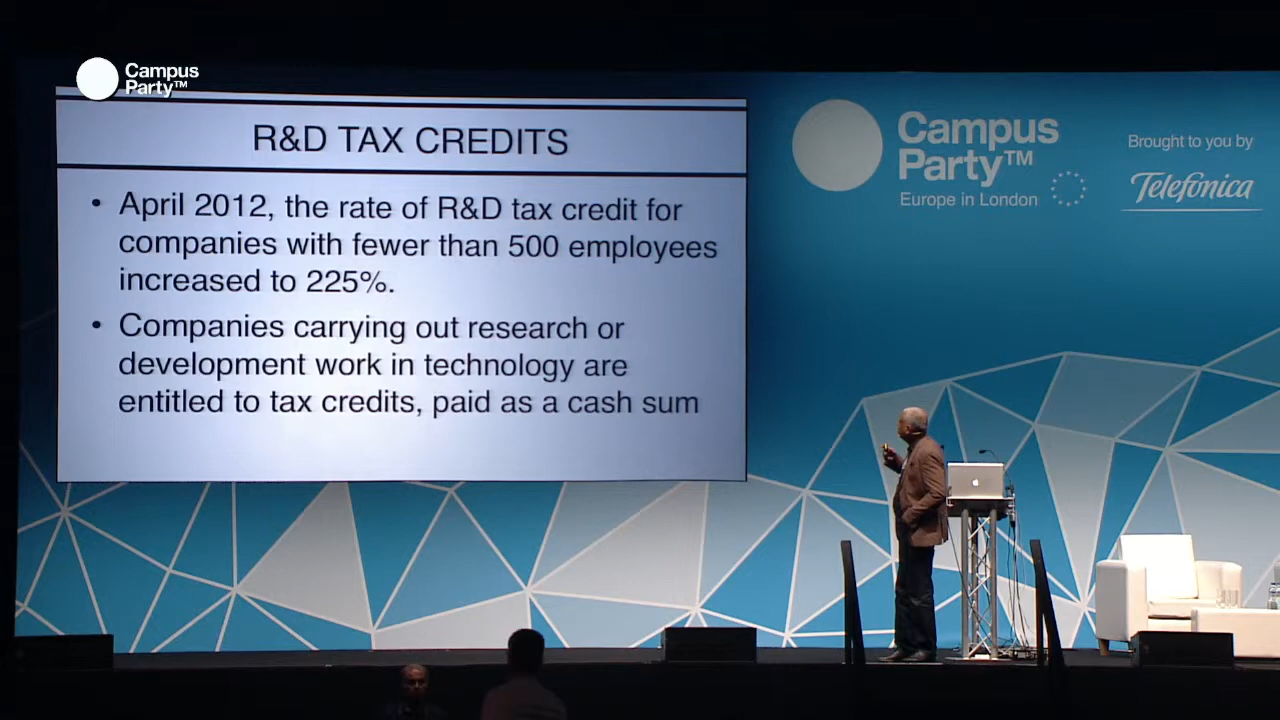 Campus
Party™
R&D TAX CREDITS
• April 2012, the rate of R&D tax credit for
companies with fewer than 500 employees
increased to 225%.
• Companies carrying out research or
development work in technology are
entitled to tax credits, paid as a cash sum
Campus
Party™
Europe in London
Brought to you by
Telefónica